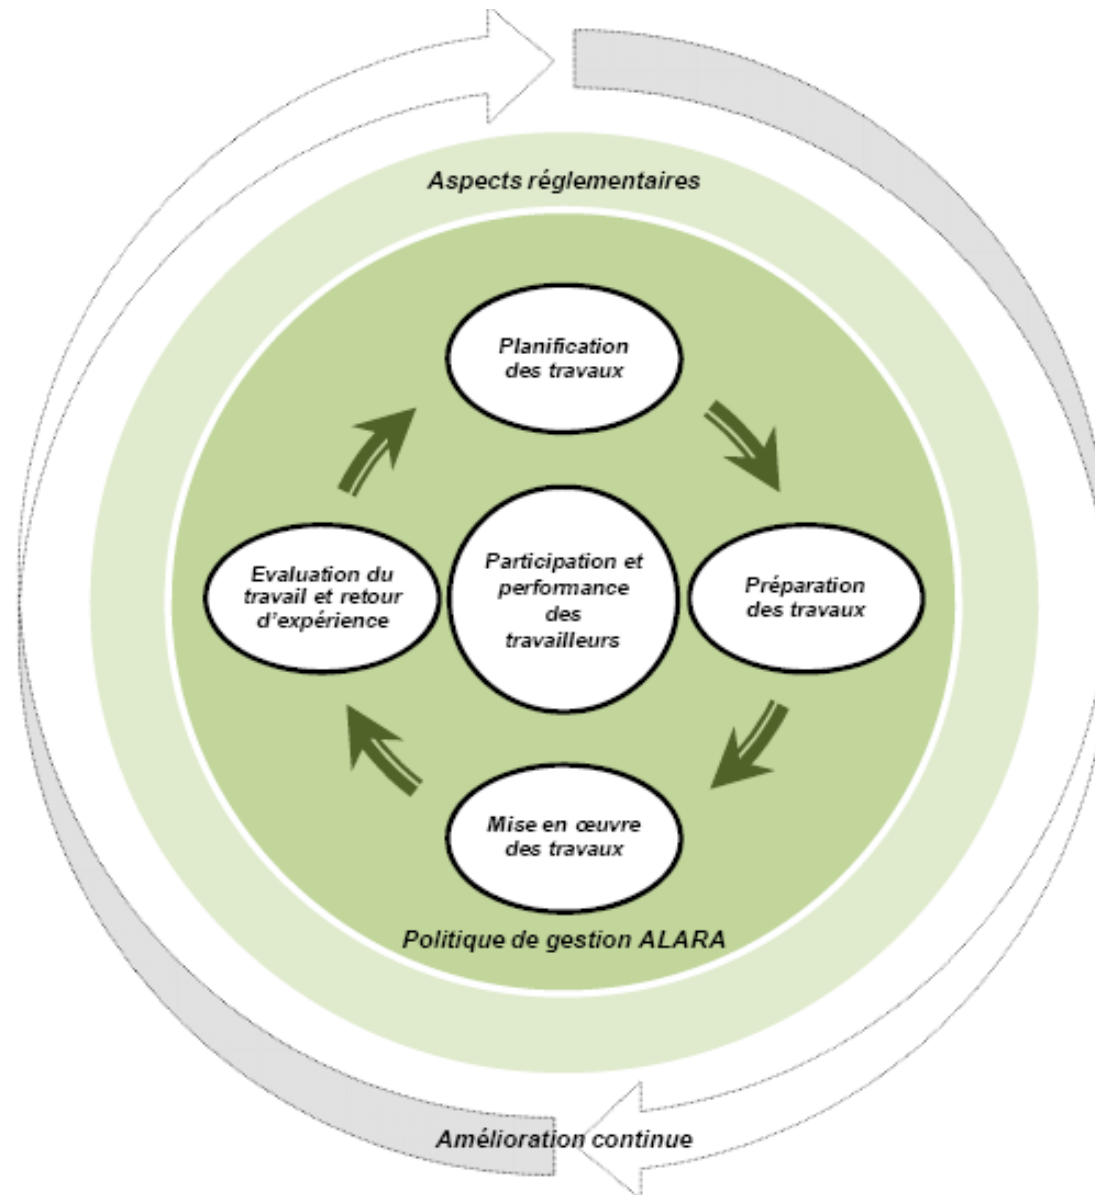 Aspects réglementaires
Planification
des travaux
Evaluation du
travail et retour
d'expérience
Participation et
performance
des
travailleurs
Préparation
des travaux
Mise en œuvre
des travaux
Politique de gestion ALARA
Amélioration continue